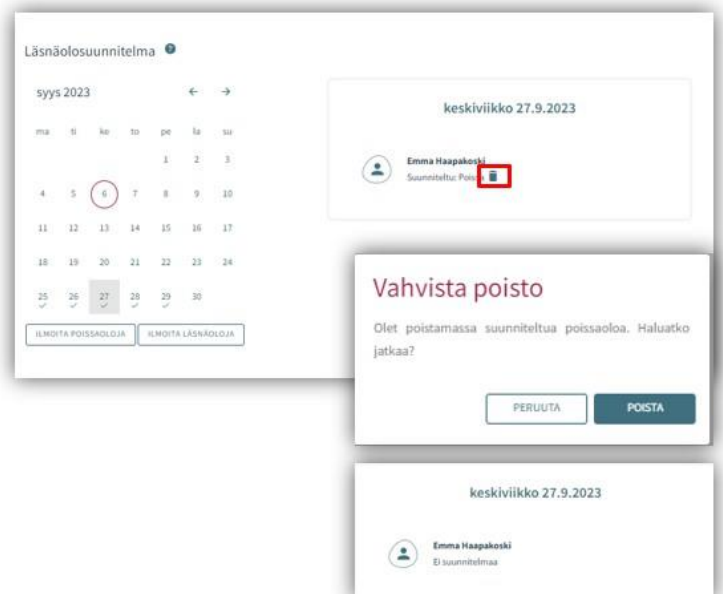 Läsnäolosuunnitelma ?
syys 2023 ← →
ma ti ke to pe la su
1 2 3
4 5 6 7 8 9 10
11 12 13 14 15 16 17
18 19 20 21 22 23 24
25 26 27 28 29 30
ILMOITA POISSAOLOJA ILMOITA LÄSNÄOLOJA
keskiviikko 27.9.2023
Emma Haapakoski
Suunniteltu: Poissa
Vahvista poisto
Olet poistamassa suunniteltua poissaoloa. Haluatko
jatkaa?
PERUUTA POISTA
keskiviikko 27.9.2023
Emma Haapakoski
Ei suunnitelmaa